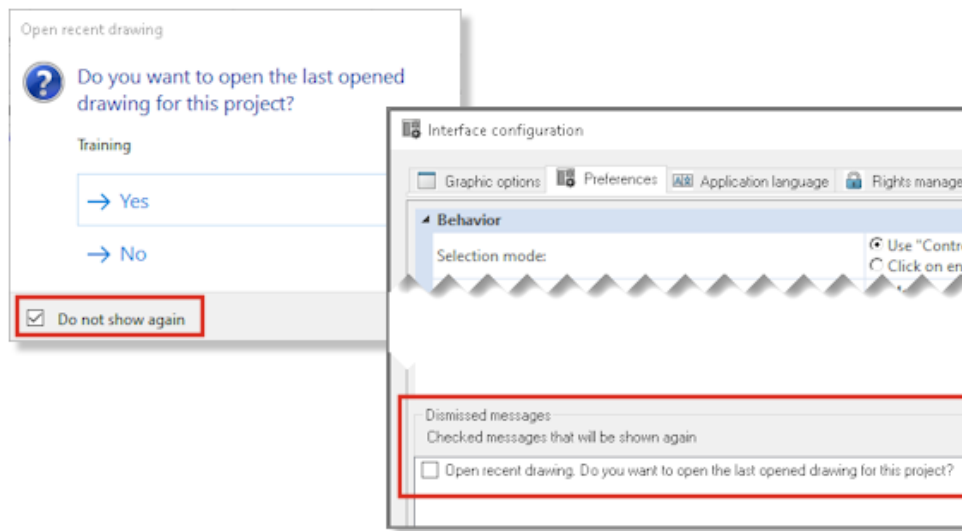 Open recent drawing
Do you want to open the last opened
drawing for this project?
Training
Yes
No
Do not show again
Interface configuration
Graphic options
Preferences
Application language
Rights manage
Behavior
Selection mode:
Use "Contr
Click on en
Dismissed messages
Checked messages that will be shown again
Open recent drawing. Do you want to open the last opened drawing for this project?